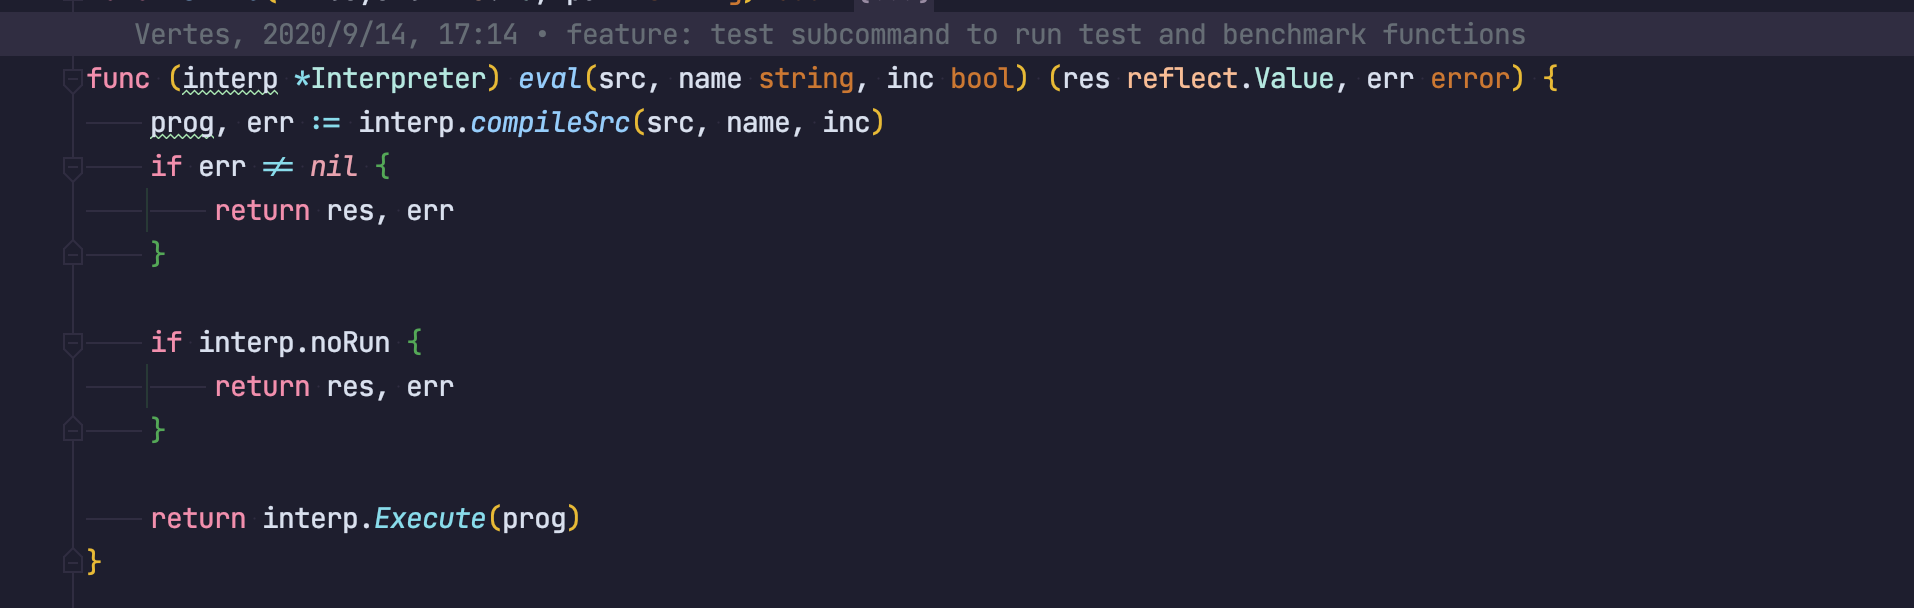 Vertes, 2020/9/14, 17:14 • feature: test subcommand to run test and benchmark functions
func (interp *Interpreter) eval(src, name string, inc bool) (res reflect.Value, err error) {
prog, err := interp.compileSrc(src, name, inc)
if err != nil {
return res, err
}
if interp.noRun {
return res, err
}
return interp.Execute(prog)
}